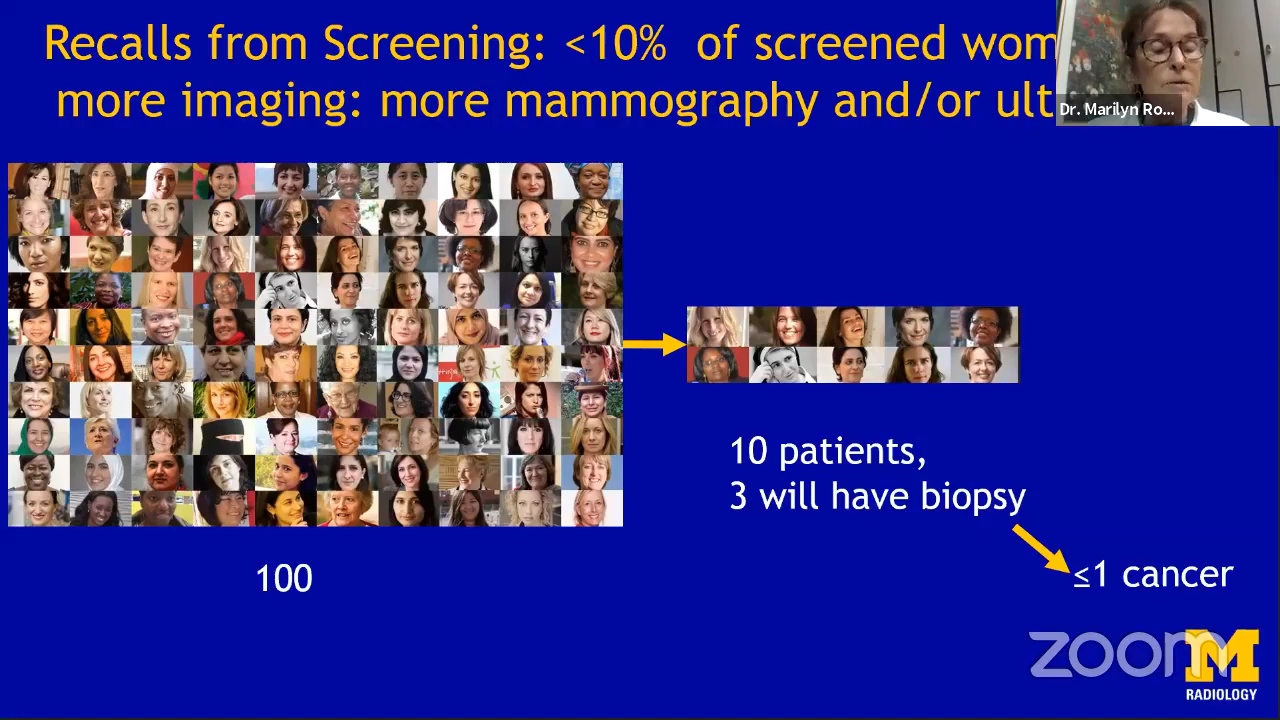 Recalls from Screening: <10% of screened wom
more imaging: more mammography and/or ult
Dr. Marilyn Ro...
10 patients,
3 will have biopsy
≤1 cancer
100
zoom
M
RADIOLOGY